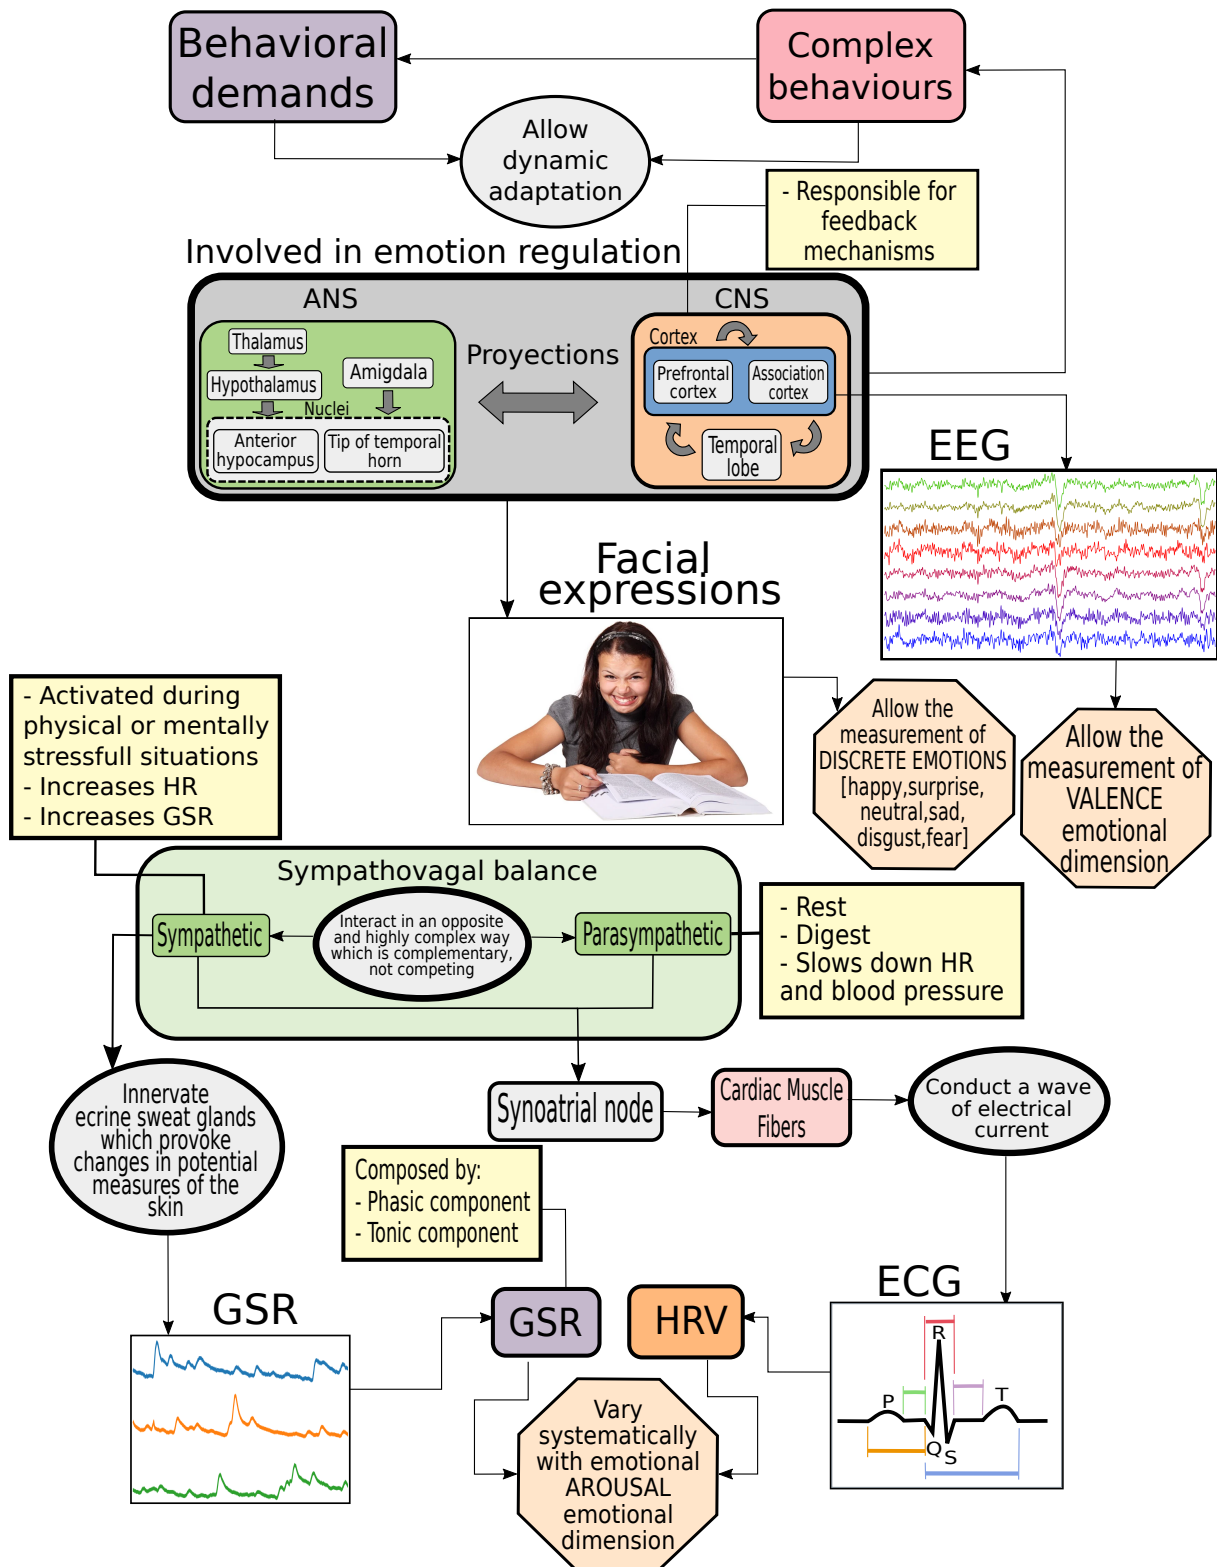 Behavioral
demands
Complex
behaviours
Allow
dynamic
adaptation
- Responsible for
feedback
mechanisms
Involved in emotion regulation
ANS
CNS
Thalamus
Hypothalamus
Amigdala
Nuclei
Anterior
hypocampus
Tip of temporal
horn
Proyections
Cortex
Prefrontal
cortex
Association
cortex
Temporal
lobe
EEG
Facial
expressions
Allow the
measurement of
DISCRETE EMOTIONS
[happy,surprise,
neutral,sad,
disgust,fear]
Allow the
measurement of
VALENCE
emotional
dimension
- Activated during
physical or mentally
stressfull situations
- Increases HR
- Increases GSR
Sympathovagal balance
Sympathetic
Interact in an opposite
and highly complex way
which is complementary,
not competing
Parasympathetic
- Rest
- Digest
- Slows down HR
and blood pressure
Innervate
ecrine sweat glands
which provoke
changes in potential
measures of the
skin
Synoatrial node
Cardiac Muscle
Fibers
Conduct a wave
of electrical
current
Composed by:
- Phasic component
- Tonic component
GSR
GSR
HRV
ECG
R
P
T
Q
S
Vary
systematically
with emotional
AROUSAL
emotional
dimension